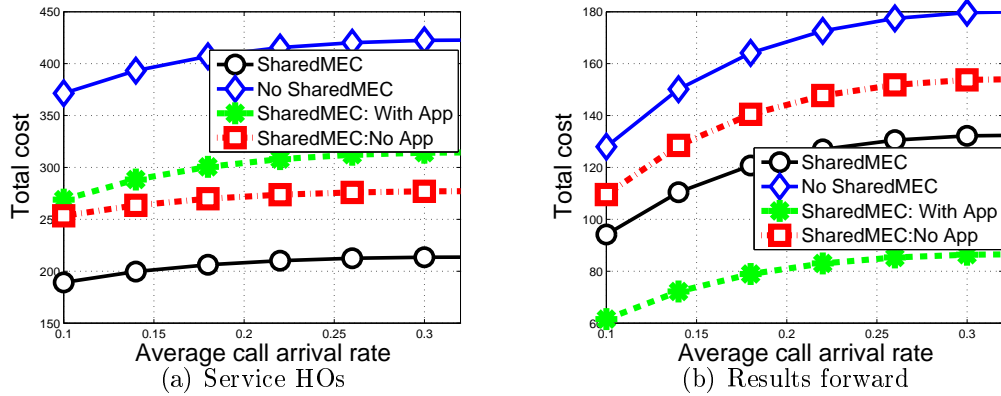 450
400
350
300
250
200
150
Total cost
SharedMEC
No SharedMEC
SharedMEC: With App
SharedMEC:No App
0.1 0.15 0.2 0.25 0.3
Average call arrival rate
(a) Service HOs
180
160
140
120
100
80
60
Total cost
SharedMEC
No SharedMEC
SharedMEC: With App
SharedMEC:No App
0.1 0.15 0.2 0.25 0.3
Average call arrival rate
(b) Results forward